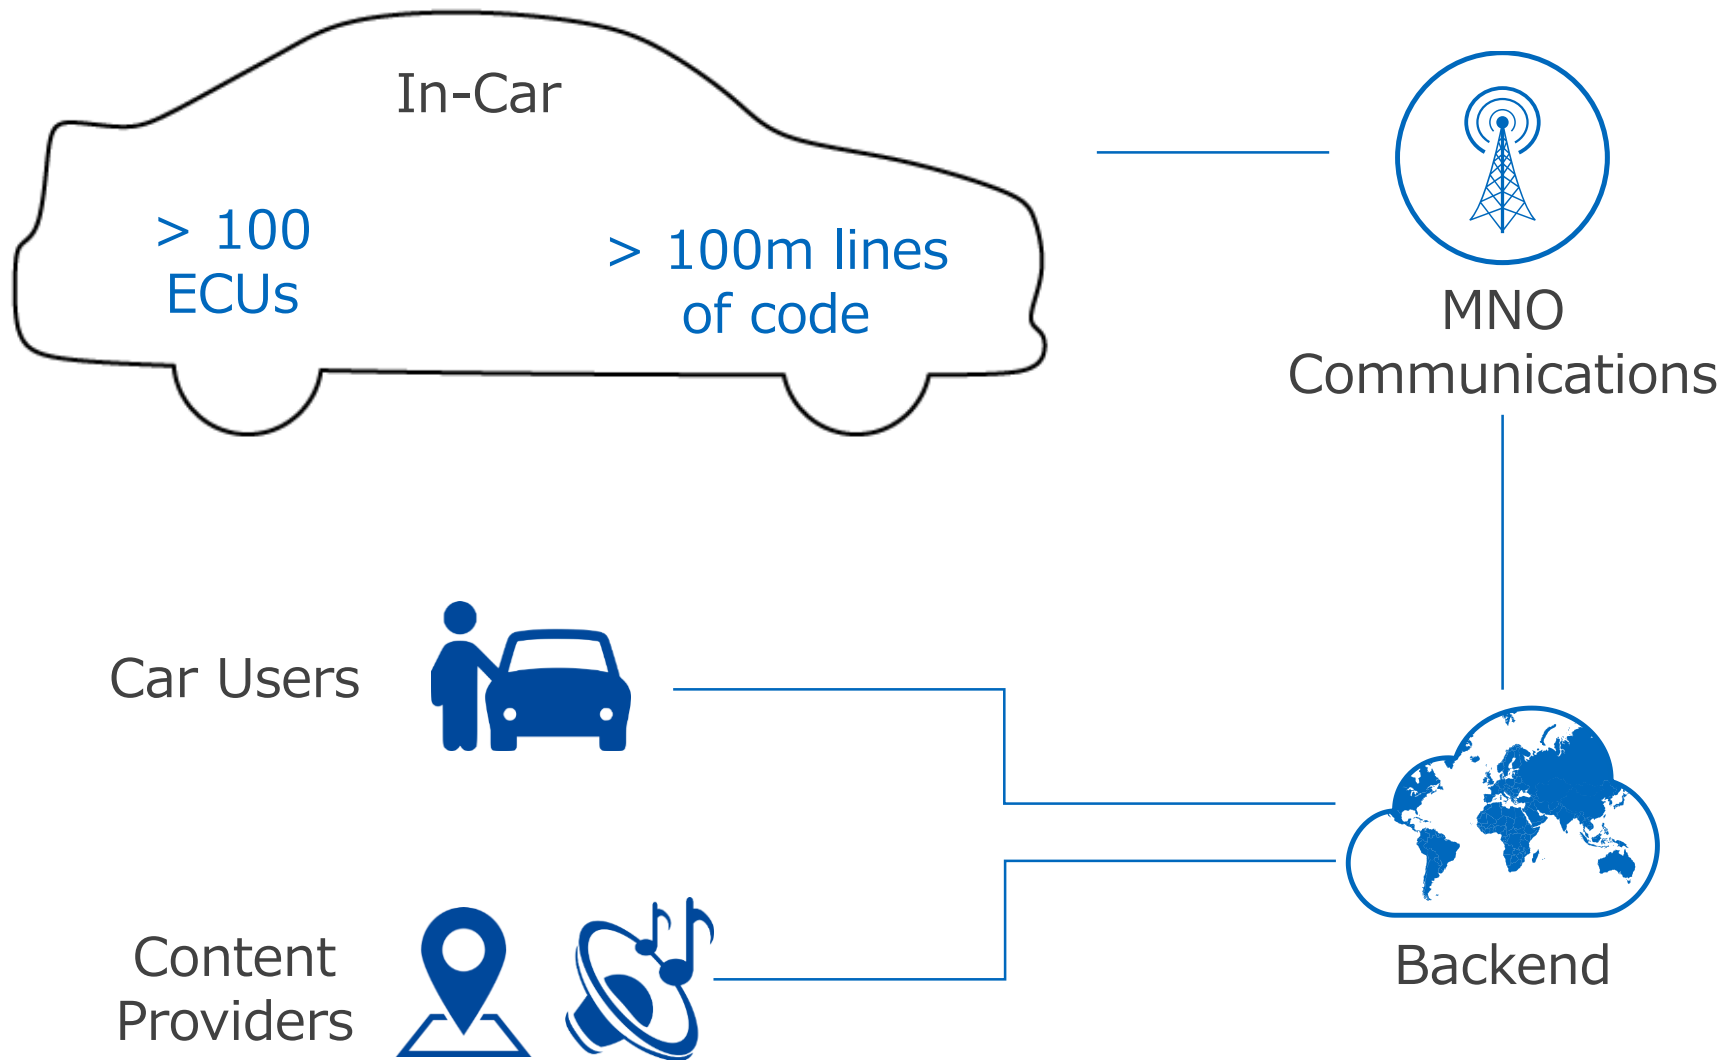 In-Car
> 100
ECUs
> 100m lines
of code
MNO
Communications
Car Users
Content
Providers
Backend